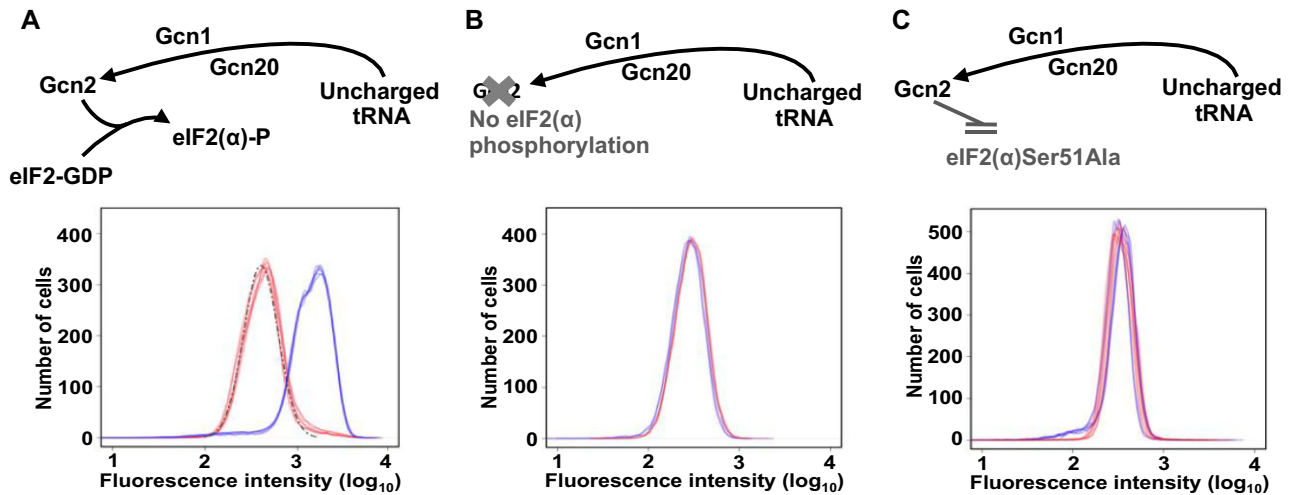 A
Gcn1
Gcn20
Gcn2
Uncharged
tRNA
eIF2(α)-P
eIF2-GDP
Number of cells
400
300
200
100
0
1 2 3 4
Fluorescence intensity (log10)
B
Gcn1
Gcn20
Uncharged
tRNA
No eIF2(α)
phosphorylation
Number of cells
400
300
200
100
0
1 2 3 4
Fluorescence intensity (log10)
C
Gcn1
Gcn20
Gcn2
Uncharged
tRNA
eIF2(α)Ser51Ala
Number of cells
500
400
300
200
100
0
1 2 3 4
Fluorescence intensity (log10)